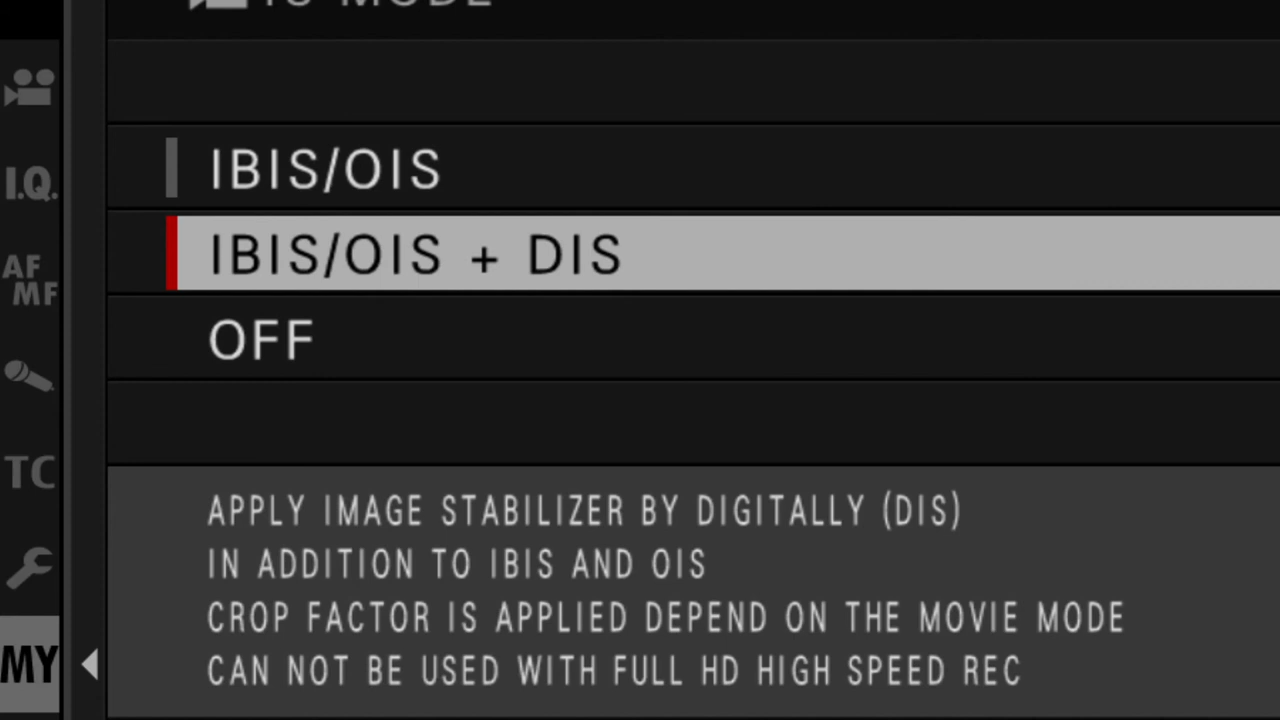 IS MODE
I.Q.
AF
MF
TC
MY
IBIS/OIS
IBIS/OIS + DIS
OFF
APPLY IMAGE STABILIZER BY DIGITALLY (DIS)
IN ADDITION TO IBIS AND OIS
CROP FACTOR IS APPLIED DEPEND ON THE MOVIE MODE
CAN NOT BE USED WITH FULL HD HIGH SPEED REC